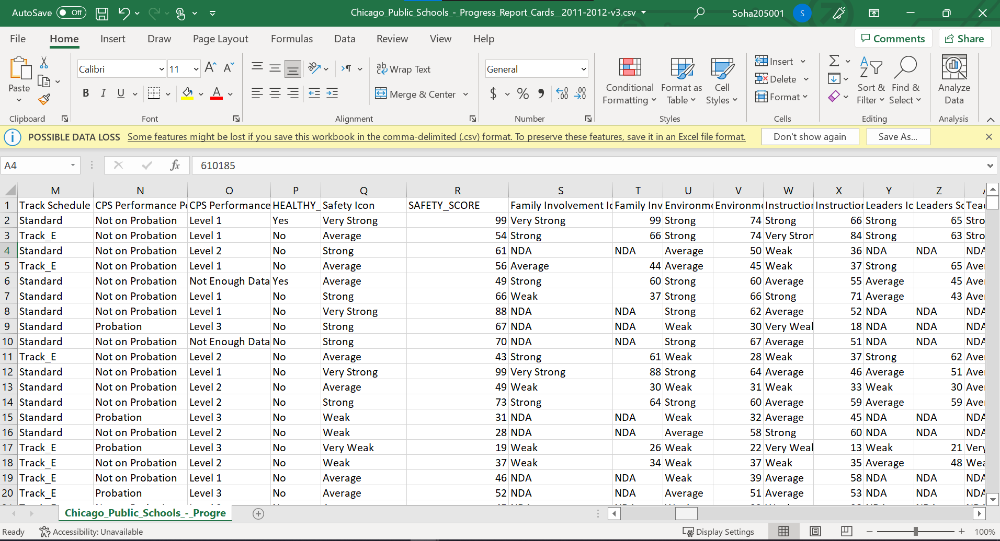 AutoSave Off Chicago_Public_Schools_-_Progress_Report_Cards__2011-2012-v3.csv Soha205001 S
File Home Insert Draw Page Layout Formulas Data Review View Help Comments Share
Paste Calibri 11 A A ab Wrap Text General Conditional Formatting Format as Table Cell Styles Insert Delete Format Sort & Filter Find & Select Analyze Data
B I U A Merge & Center $ % .00 .00
Clipboard Font Alignment Number Styles Cells Editing Analysis
POSSIBLE DATA LOSS Some features might be lost if you save this workbook in the comma-delimited (.csv) format. To preserve these features, save it in an Excel file format. Don't show again Save As...
A4 fx 610185
M N O P Q R S T U V W X Y Z
1 Track Schedule CPS Performance Po CPS Performance HEALTHY_ Safety Icon SAFETY_SCORE Family Involvement Ic Family Inv Environme Environme Instruction Instruction Leaders Ic Leaders Sc Teac
2 Standard Not on Probation Level 1 Yes Very Strong 99 Very Strong 99 Strong 74 Strong 66 Strong 65 Stro
3 Track_E Not on Probation Level 1 No Average 54 Strong 66 Strong 74 Very Stron 84 Strong 63 Stro
4 Standard Not on Probation Level 2 No Strong 61 NDA NDA Average 50 Weak 36 NDA NDA NDA
5 Track_E Not on Probation Level 1 No Average 56 Average 44 Average 45 Weak 37 Strong 65 Ave
6 Standard Not on Probation Not Enough Data Yes Average 49 Strong 60 Strong 60 Average 55 Average 45 Ave
7 Standard Not on Probation Level 1 No Strong 66 Weak 37 Strong 66 Strong 71 Average 43 Ave
8 Standard Not on Probation Level 1 No Very Strong 88 NDA NDA Strong 62 Average 52 NDA NDA NDA
9 Standard Probation Level 3 No Strong 67 NDA NDA Weak 30 Very Weak 18 NDA NDA NDA
10 Standard Not on Probation Not Enough Data No Strong 70 NDA NDA Strong 67 Average 51 NDA NDA NDA
11 Track_E Not on Probation Level 2 No Average 43 Strong 61 Weak 28 Weak 37 Strong 62 Ave
12 Standard Not on Probation Level 1 No Very Strong 99 Very Strong 88 Strong 64 Average 46 Average 51 Ave
13 Standard Not on Probation Level 2 No Average 49 Weak 30 Weak 31 Weak 33 Weak 30 Ave
14 Standard Not on Probation Level 2 No Strong 73 Strong 64 Strong 60 Average 59 Average 59 Ave
15 Standard Probation Level 3 No Weak 31 NDA NDA Weak 32 Average 45 NDA NDA NDA
16 Standard Not on Probation Level 2 No Weak 28 NDA NDA Average 58 Strong 60 NDA NDA NDA
17 Track_E Probation Level 3 No Very Weak 19 Weak 26 Weak 22 Very Weak 13 Weak 21 Very
18 Track_E Not on Probation Level 2 No Weak 37 Weak 34 Weak 37 Weak 35 Average 48 Wea
19 Track_E Not on Probation Level 1 No Average 46 NDA NDA Weak 39 Average 58 NDA NDA NDA
20 Track_E Probation Level 3 No Average 52 NDA NDA Average 51 Average 53 NDA NDA NDA
Chicago_Public_Schools_-_Progre
Ready Accessibility: Unavailable Display Settings 100%